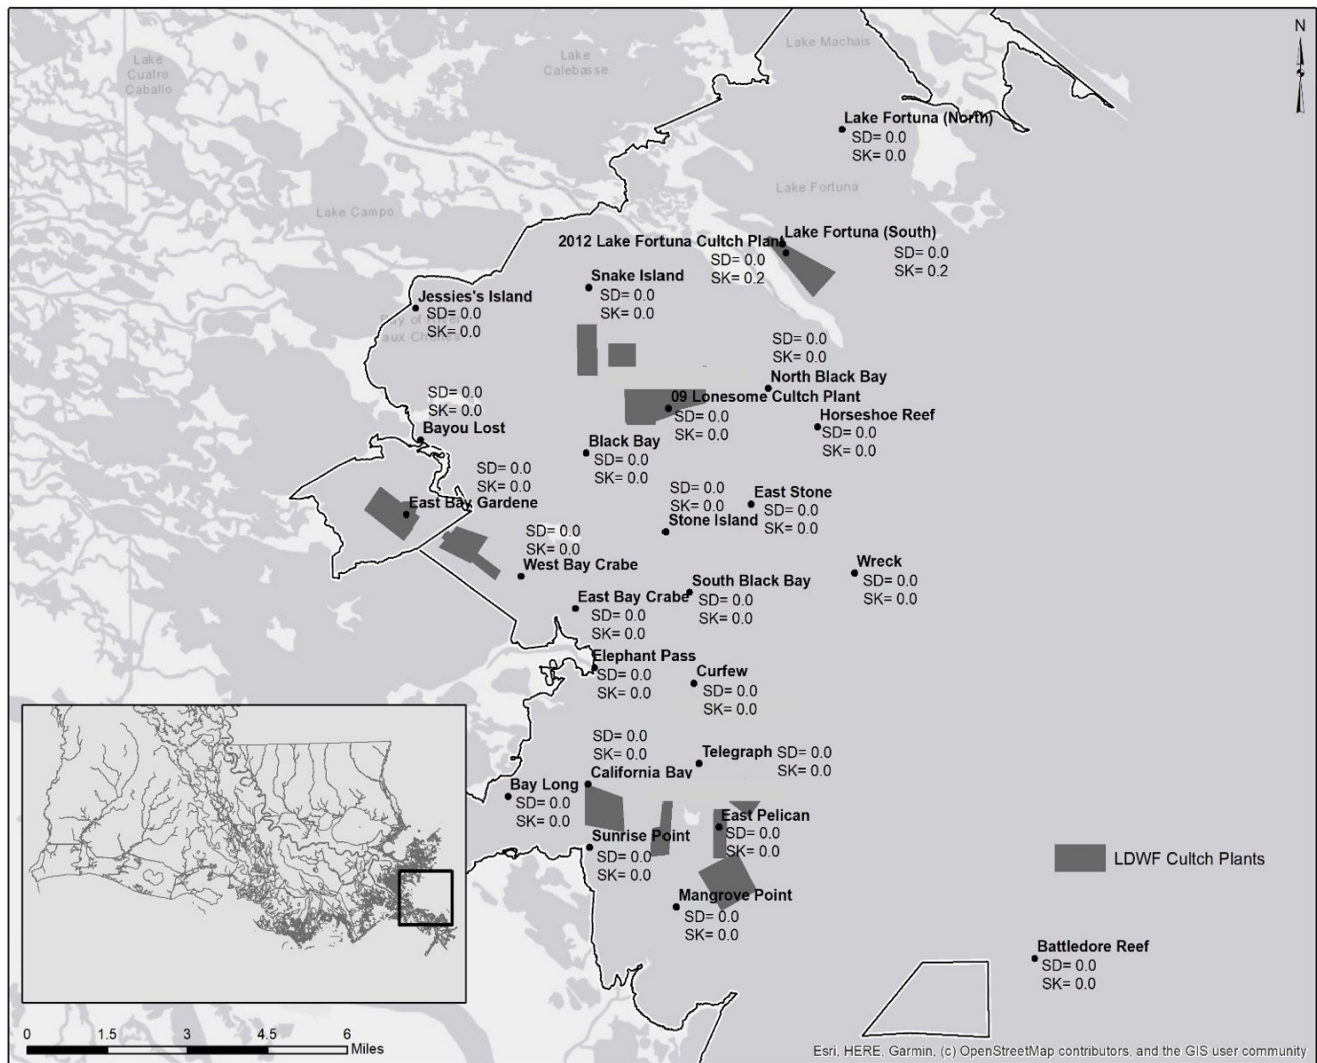 N
Lake Machais
Lake
Cuatro
Caballo
Lake
Calebasse
Lake Fortuna (North)
SD= 0.0
SK= 0.0
Lake Fortuna
Lake Campo
Lake Fortuna (South)
SD= 0.0
SK= 0.2
2012 Lake Fortuna Cultch Plant
SD= 0.0
SK= 0.2
Snake Island
SD= 0.0
SK= 0.0
Jessies's Island
SD= 0.0
SK= 0.0
aux Chenes
SD= 0.0
SK= 0.0
North Black Bay
09 Lonesome Cultch Plant
SD= 0.0
SK= 0.0
SD= 0.0
SK= 0.0
Bayou Lost
Horseshoe Reef
SD= 0.0
SK= 0.0
Black Bay
SD= 0.0
SK= 0.0
SD= 0.0
SK= 0.0
East Bay Gardene
SD= 0.0
SK= 0.0
Stone Island
East Stone
SD= 0.0
SK= 0.0
SD= 0.0
SK= 0.0
West Bay Crabe
Wreck
SD= 0.0
SK= 0.0
South Black Bay
SD= 0.0
SK= 0.0
East Bay Crabe
SD= 0.0
SK= 0.0
Elephant Pass
SD= 0.0
SK= 0.0
Curfew
SD= 0.0
SK= 0.0
SD= 0.0
SK= 0.0
California Bay
Telegraph SD= 0.0
SK= 0.0
Bay Long
SD= 0.0
SK= 0.0
East Pelican
SD= 0.0
SK= 0.0
Sunrise Point
SD= 0.0
SK= 0.0
LDWF Cultch Plants
Mangrove Point
SD= 0.0
SK= 0.0
Battledore Reef
SD= 0.0
SK= 0.0
0 1.5 3 4.5 6
Miles
Esri, HERE, Garmin, (c) OpenStreetMap contributors, and the GIS user community